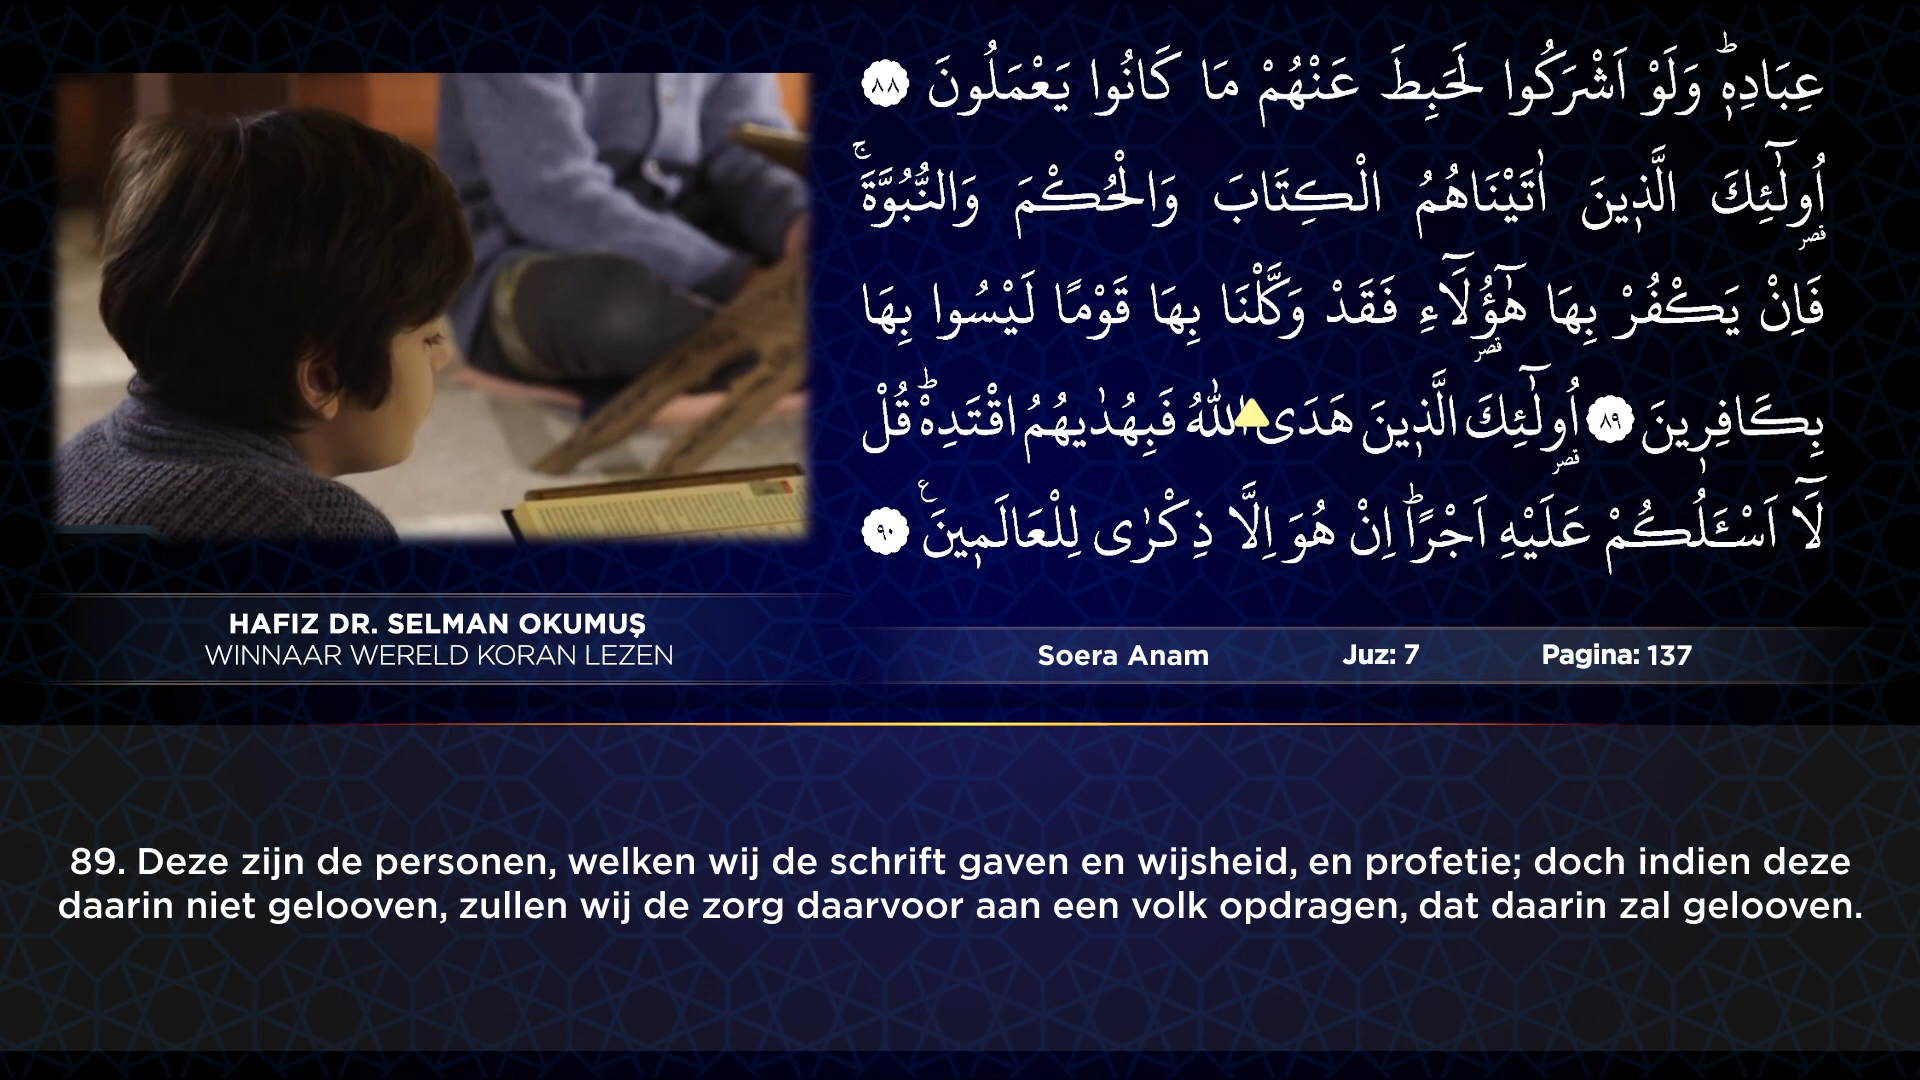 عِبَادِهٖۜ وَلَوْ اَشْرَكُوا لَحَبِطَ عَنْهُمْ مَا كَانُوا يَعْمَلُونَ ﴿٨٨﴾
اُو۬لٰٓئِكَ الَّذ۪ينَ اٰتَيْنَاهُمُ الْكِتَابَ وَالْحُكْمَ وَالنُّبُوَّةَۚ
فَاِنْ يَكْفُرْ بِهَا هٰٓؤُ۬لَٓاءِ فَقَدْ وَكَّلْنَا بِهَا قَوْمًا لَيْسُوا بِهَا
بِكَافِر۪ينَ ﴿٨٩﴾ اُو۬لٰٓئِكَ الَّذ۪ينَ هَدَى اللّٰهُ فَبِهُدٰيهُمُ اقْتَدِهْۜ قُلْ
لَٓا اَسْـَٔلُكُمْ عَلَيْهِ اَجْرًاۜ اِنْ هُوَ اِلَّا ذِكْرٰى لِلْعَالَم۪ينَ۟ ﴿٩٠﴾
HAFIZ DR. SELMAN OKUMUŞ
WINNAAR WERELD KORAN LEZEN
Soera Anam Juz: 7 Pagina: 137
89. Deze zijn de personen, welken wij de schrift gaven en wijsheid, en profetie; doch indien deze
daarin niet gelooven, zullen wij de zorg daarvoor aan een volk opdragen, dat daarin zal gelooven.